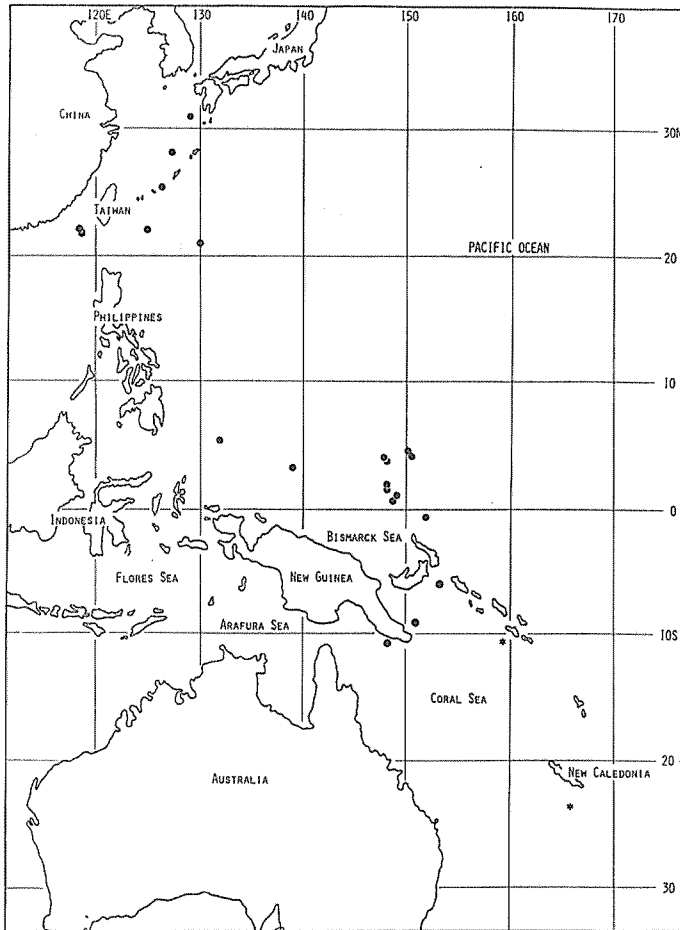 120E 130 140 150 160 170
JAPAN
CHINA
30N
TAIWAN
PACIFIC OCEAN
20
PHILIPPINES
10
0
INDONESIA
BISMARCK SEA
FLORES SEA
NEW GUINEA
ARAFURA SEA
10S
CORAL SEA
20
NEW CALEDONIA
AUSTRALIA
30